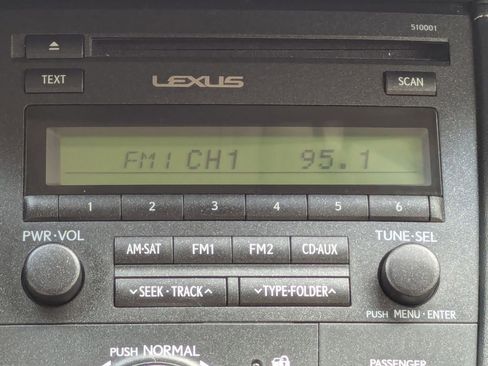 510001
TEXT
LEXUS
SCAN
FM1 CH1 95.1
1 2 3 4 5 6
PWR·VOL
AM·SAT FM1 FM2 CD·AUX
TUNE·SEL
SEEK·TRACK
TYPE·FOLDER
PUSH MENU·ENTER
PUSH NORMAL
PASSENGER